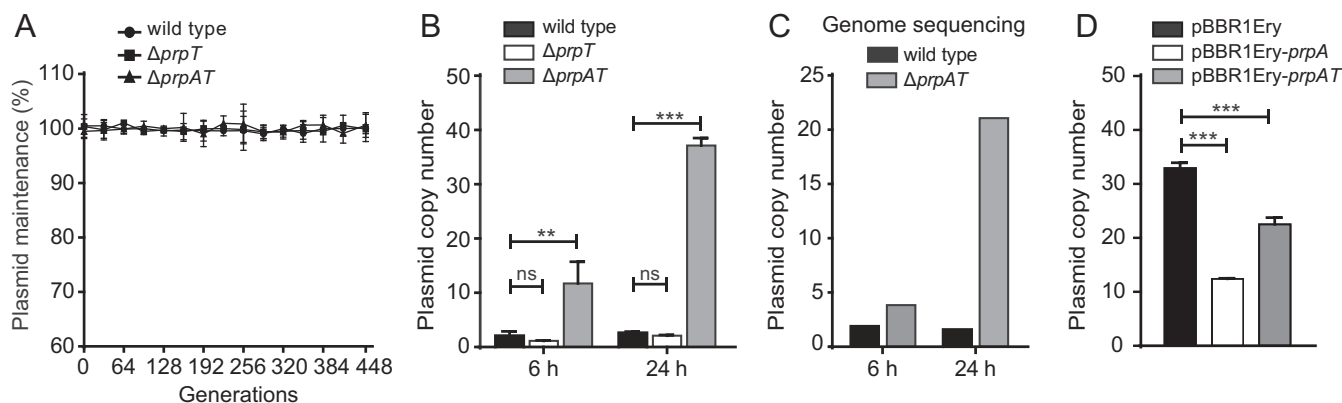 A
wild type
ΔprpT
ΔprpAT
Plasmid maintenance (%)
110
100
90
80
70
60
0 64 128 192 256 320 384 448
Generations
B
wild type
ΔprpT
ΔprpAT
Plasmid copy number
50
40
30
20
10
0
ns
**
ns
***
6 h 24 h
C
Genome sequencing
wild type
ΔprpAT
Plasmid copy number
25
20
15
10
5
0
6 h 24 h
D
pBBR1Ery
pBBR1Ery-prpA
pBBR1Ery-prpAT
Plasmid copy number
50
40
30
20
10
0
***
***